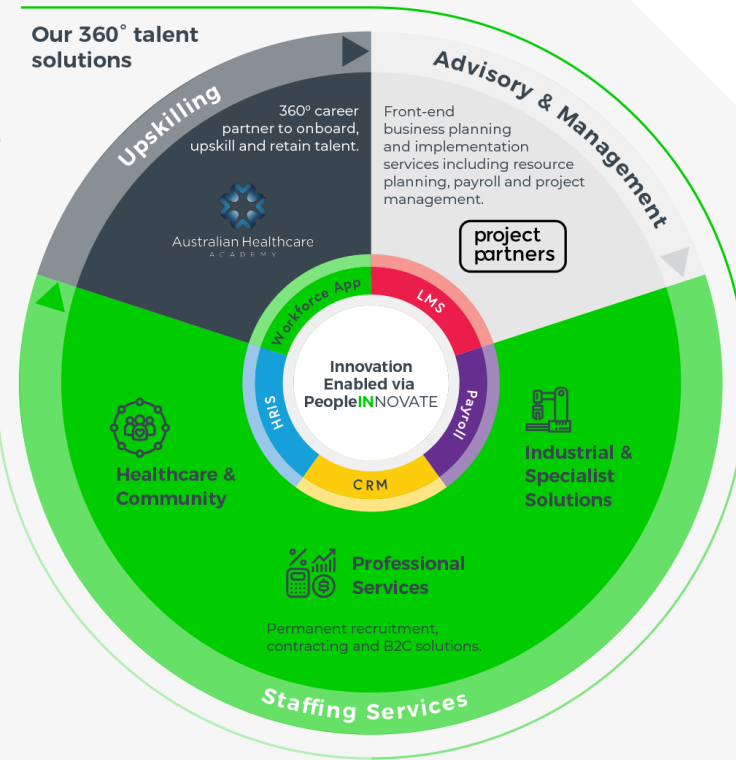 Our 360° talent
solutions
Upskilling
360º career
partner to onboard,
upskill and retain talent.
Australian Healthcare
ACADEMY
Advisory & Management
Front-end
business planning
and implementation
services including resource
planning, payroll and project
management.
project
partners
Workforce App
LMS
HRIS
Payroll
CRM
Innovation
Enabled via
PeopleINNOVATE
Healthcare &
Community
Industrial &
Specialist
Solutions
Professional
Services
Permanent recruitment,
contracting and B2C solutions.
Staffing Services